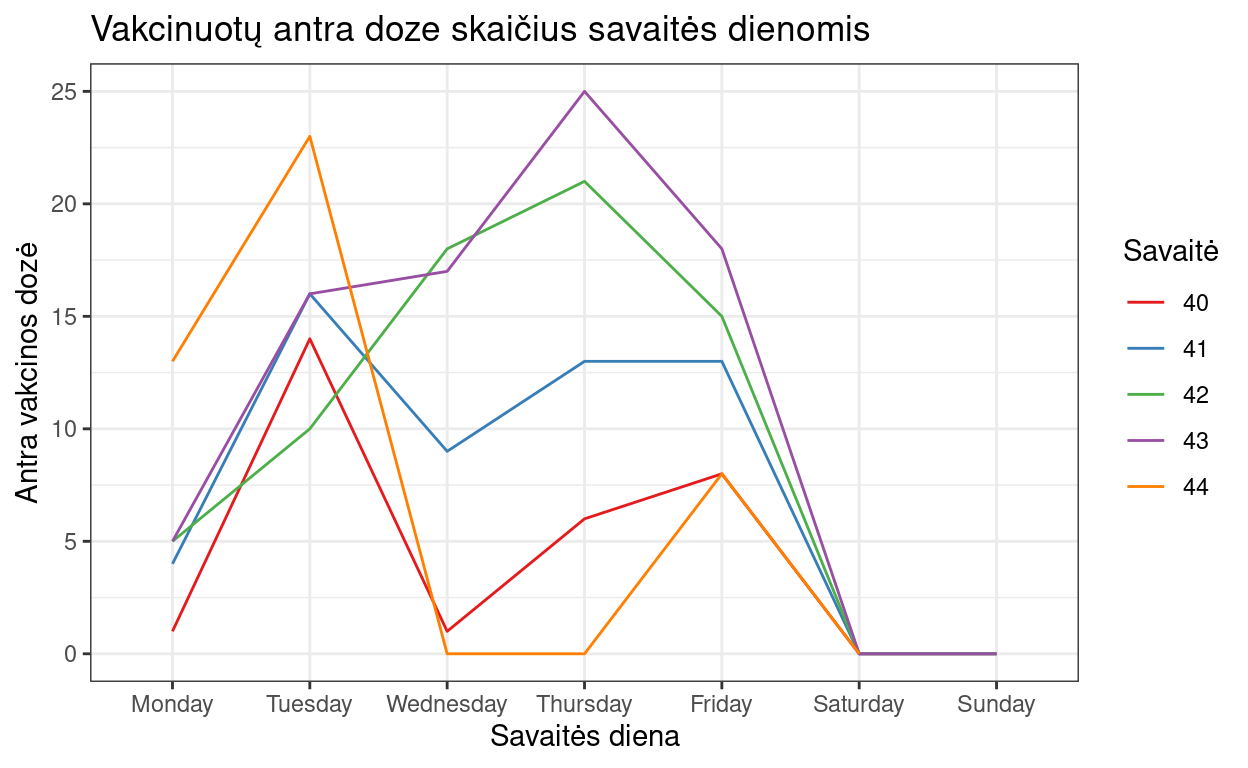 Vakcinuotų antra doze skaičius savaitės dienomis
Antra vakcinos dozė
25
20
15
10
5
0
Monday Tuesday Wednesday Thursday Friday Saturday Sunday
Savaitės diena
Savaitė
40
41
42
43
44